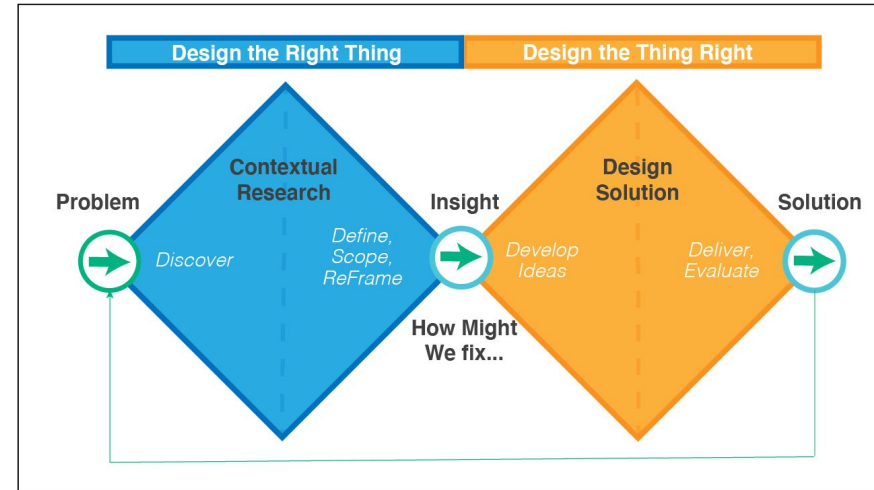 Design the Right Thing
Design the Thing Right
Problem
Contextual
Research
Insight
Design
Solution
Solution
Discover
Define,
Scope,
ReFrame
Develop
Ideas
Deliver,
Evaluate
How Might
We fix...